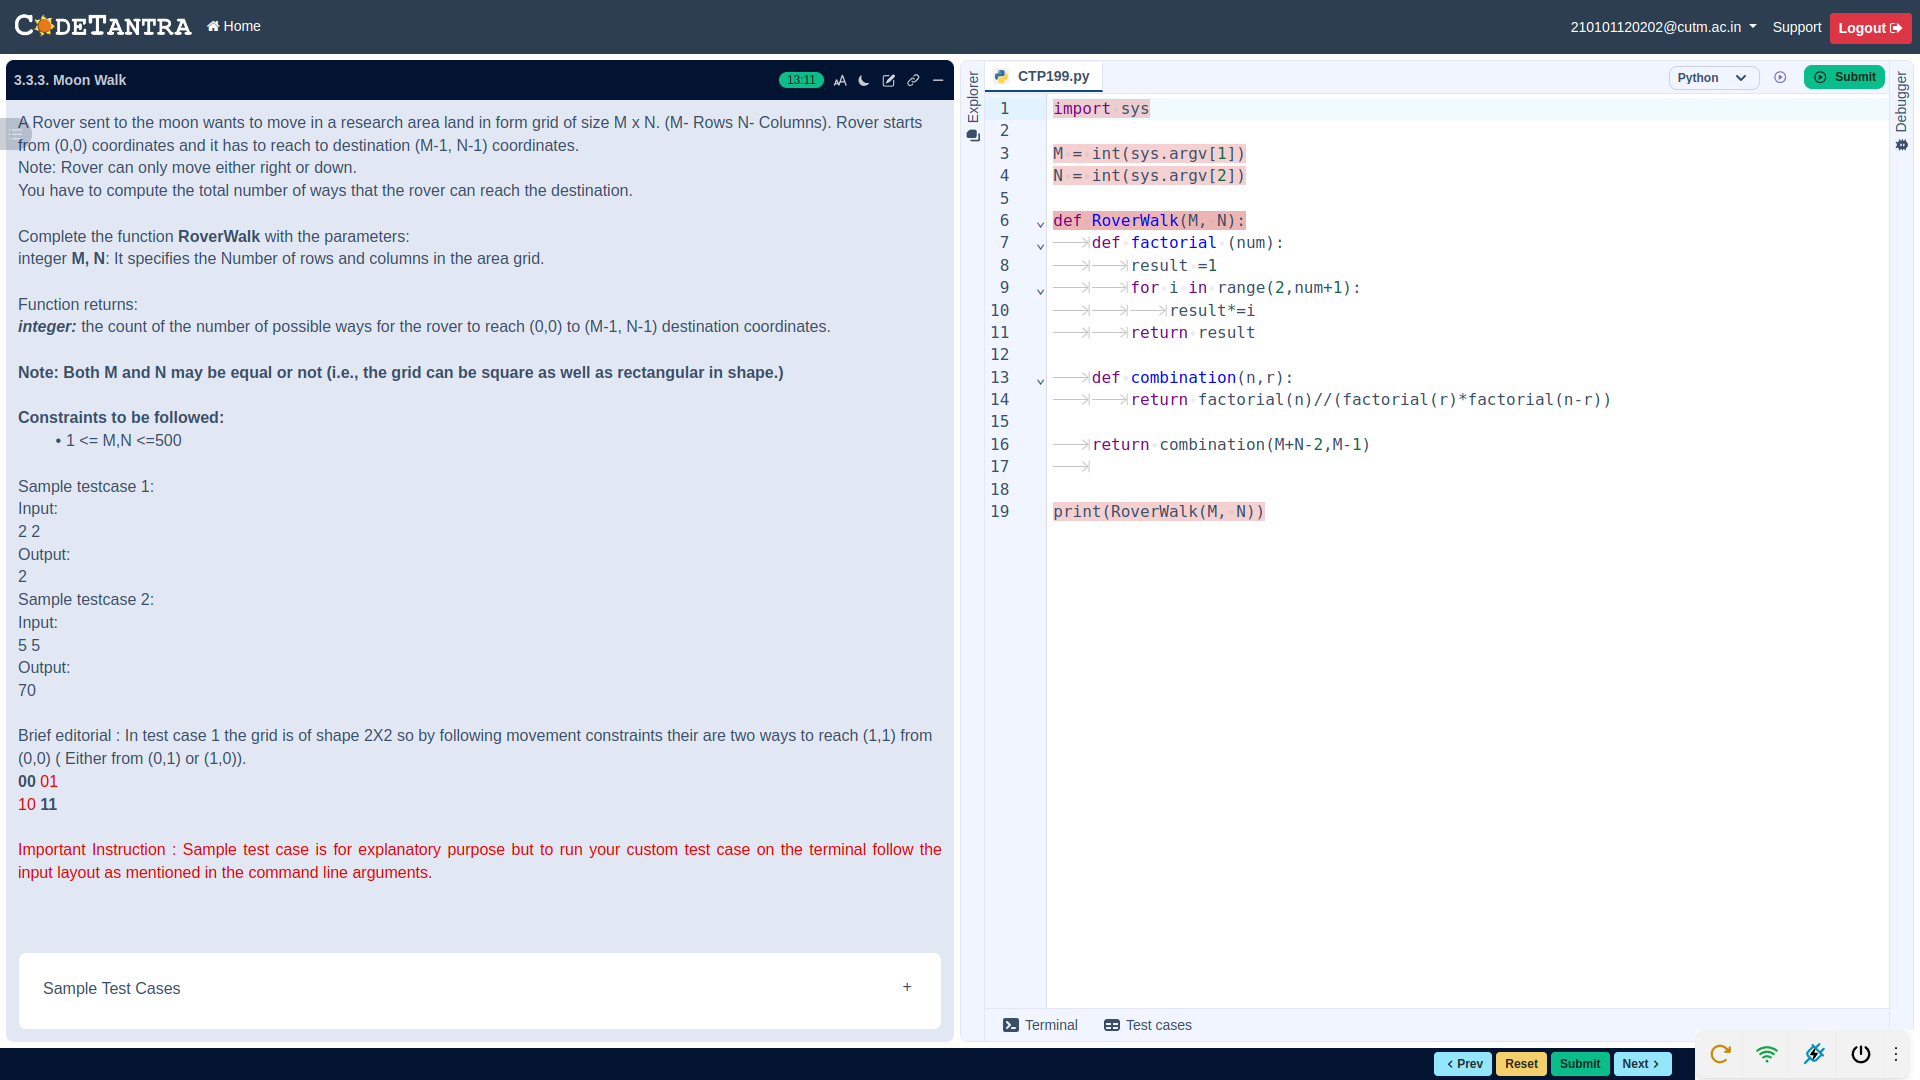 CODETANTRA Home
210101120202@cutm.ac.in Support Logout
3.3.3. Moon Walk
13:11
A Rover sent to the moon wants to move in a research area land in form grid of size M x N. (M- Rows N- Columns). Rover starts
from (0,0) coordinates and it has to reach to destination (M-1, N-1) coordinates.
Note: Rover can only move either right or down.
You have to compute the total number of ways that the rover can reach the destination.
Complete the function RoverWalk with the parameters:
integer M, N: It specifies the Number of rows and columns in the area grid.
Function returns:
integer: the count of the number of possible ways for the rover to reach (0,0) to (M-1, N-1) destination coordinates.
Note: Both M and N may be equal or not (i.e., the grid can be square as well as rectangular in shape.)
Constraints to be followed:
• 1 <= M,N <=500
Sample testcase 1:
Input:
2 2
Output:
2
Sample testcase 2:
Input:
5 5
Output:
70
Brief editorial : In test case 1 the grid is of shape 2X2 so by following movement constraints their are two ways to reach (1,1) from
(0,0) ( Either from (0,1) or (1,0)).
00 01
10 11
Important Instruction : Sample test case is for explanatory purpose but to run your custom test case on the terminal follow the
input layout as mentioned in the command line arguments.
Sample Test Cases +
Explorer
CTP199.py
Python
Submit
Debugger
1 import sys
2
3 M = int(sys.argv[1])
4 N = int(sys.argv[2])
5
6 def RoverWalk(M, N):
7 def factorial (num):
8 result =1
9 for i in range(2,num+1):
10 result*=i
11 return result
12
13 def combination(n,r):
14 return factorial(n)//(factorial(r)*factorial(n-r))
15
16 return combination(M+N-2,M-1)
17
18
19 print(RoverWalk(M, N))
Terminal Test cases
< Prev Reset Submit Next >